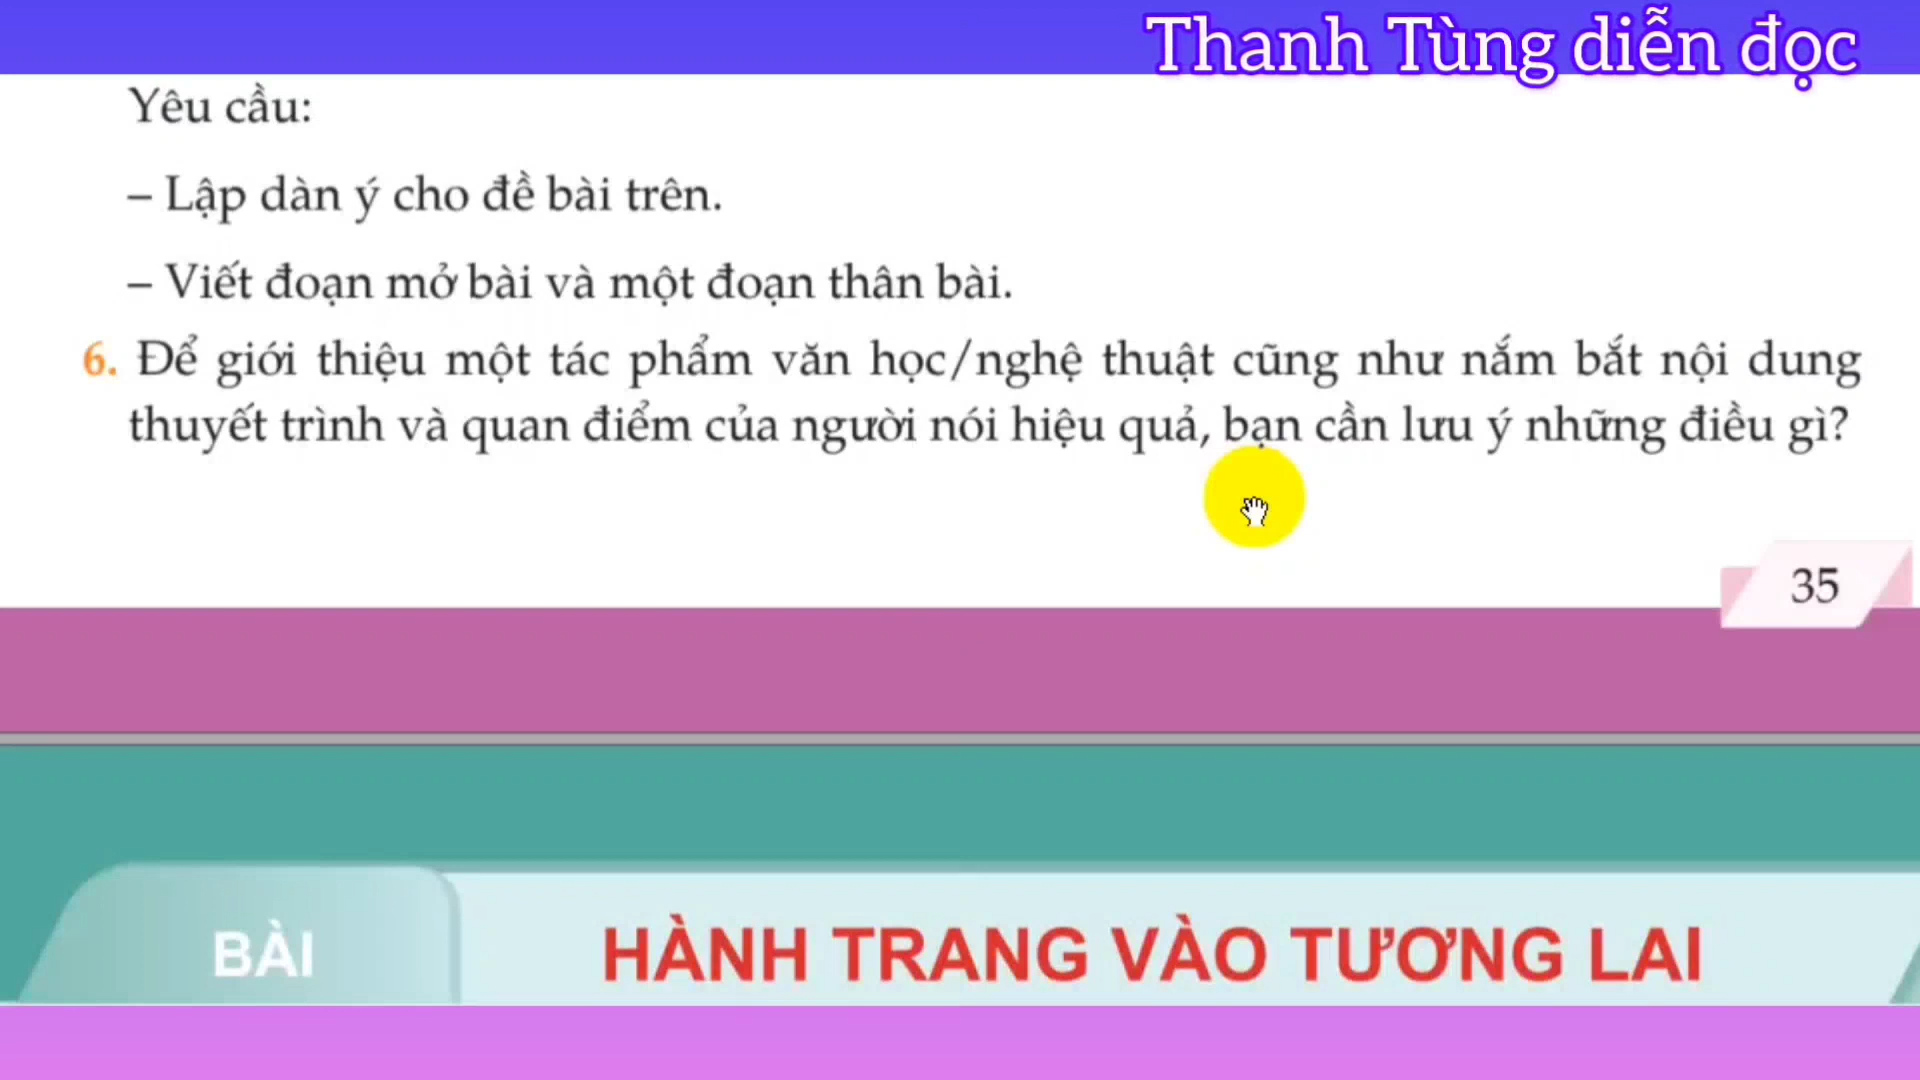 Thanh Tùng diễn đọc
Yêu cầu:
– Lập dàn ý cho đề bài trên.
– Viết đoạn mở bài và một đoạn thân bài.
6. Để giới thiệu một tác phẩm văn học/nghệ thuật cũng như nắm bắt nội dung
thuyết trình và quan điểm của người nói hiệu quả, bạn cần lưu ý những điều gì?
35
BÀI
HÀNH TRANG VÀO TƯƠNG LAI